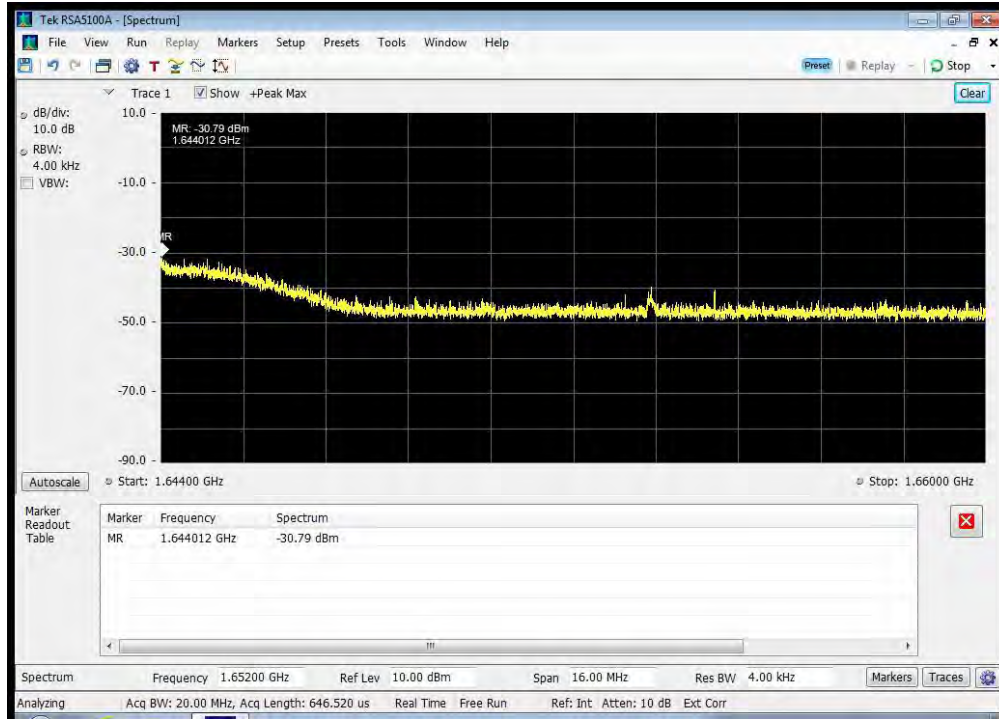 Tek RSA5100A - [Spectrum]
File View Run Replay Markers Setup Presets Tools Window Help
Preset Replay Stop
Trace 1 Show +Peak Max Clear
dB/div: 10.0 dB
RBW: 4.00 kHz
VBW:
10.0
-10.0
-30.0
-50.0
-70.0
-90.0
MR: -30.79 dBm
1.644012 GHz
MR
Autoscale Start: 1.64400 GHz Stop: 1.66000 GHz
Marker Readout Table
Marker Frequency Spectrum
MR 1.644012 GHz -30.79 dBm
Spectrum Frequency 1.65200 GHz Ref Lev 10.00 dBm Span 16.00 MHz Res BW 4.00 kHz Markers Traces
Analyzing Acq BW: 20.00 MHz, Acq Length: 646.520 us Real Time Free Run Ref: Int Atten: 10 dB Ext Corr